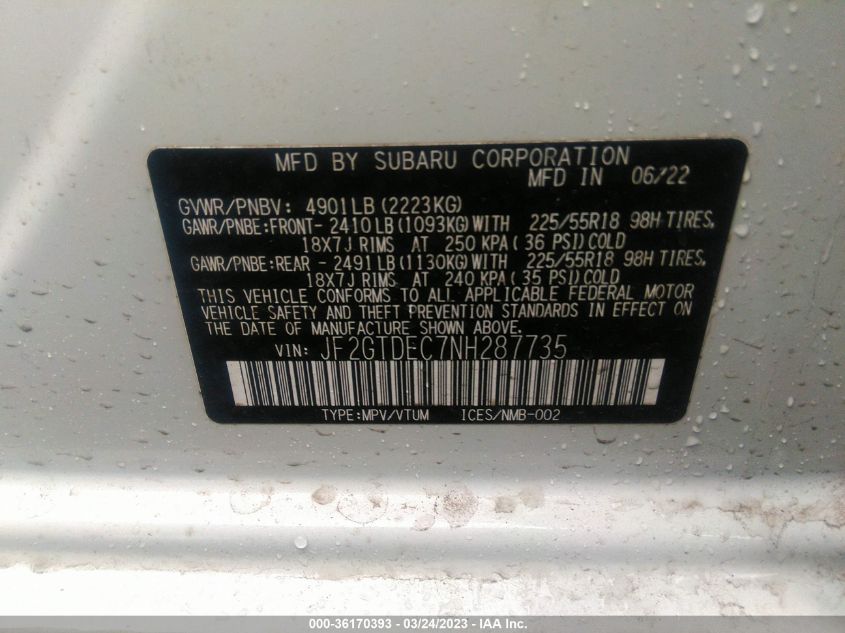 MFD BY SUBARU CORPORATION
MFD IN 06/22
GVWR/PNBV: 4901LB (2223KG)
GAWR/PNBE:FRONT- 2410LB (1093KG) WITH 225/55R18 98H TIRES,
18X7J RIMS AT 250 KPA( 36 PSI)COLD
GAWR/PNBE:REAR - 2491LB (1130KG) WITH 225/55R18 98H TIRES,
18X7J RIMS AT 240 KPA( 35 PSI)COLD
THIS VEHICLE CONFORMS TO ALL APPLICABLE FEDERAL MOTOR
VEHICLE SAFETY AND THEFT PREVENTION STANDARDS IN EFFECT ON
THE DATE OF MANUFACTURE SHOWN ABOVE.
VIN: JF2GTDEC7NH287735
TYPE:MPV/VTUM ICES/NMB-002
000-36170393 - 03/24/2023 - IAA Inc.